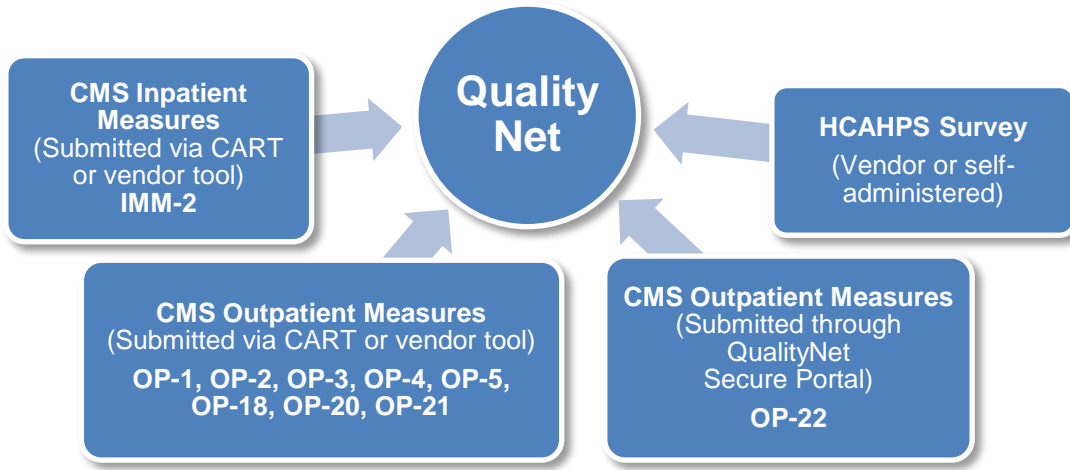 Quality
Net
CMS Inpatient
Measures
(Submitted via CART
or vendor tool)
IMM-2
HCAHPS Survey
(Vendor or self-
administered)
CMS Outpatient Measures
(Submitted via CART or vendor tool)
OP-1, OP-2, OP-3, OP-4, OP-5,
OP-18, OP-20, OP-21
CMS Outpatient Measures
(Submitted through
QualityNet
Secure Portal)
OP-22